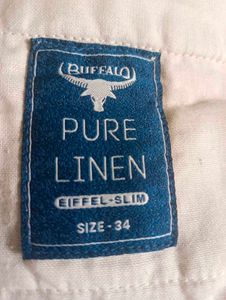 BUFFALO
PURE
LINEN
EIFFEL-SLIM
SIZE - 34